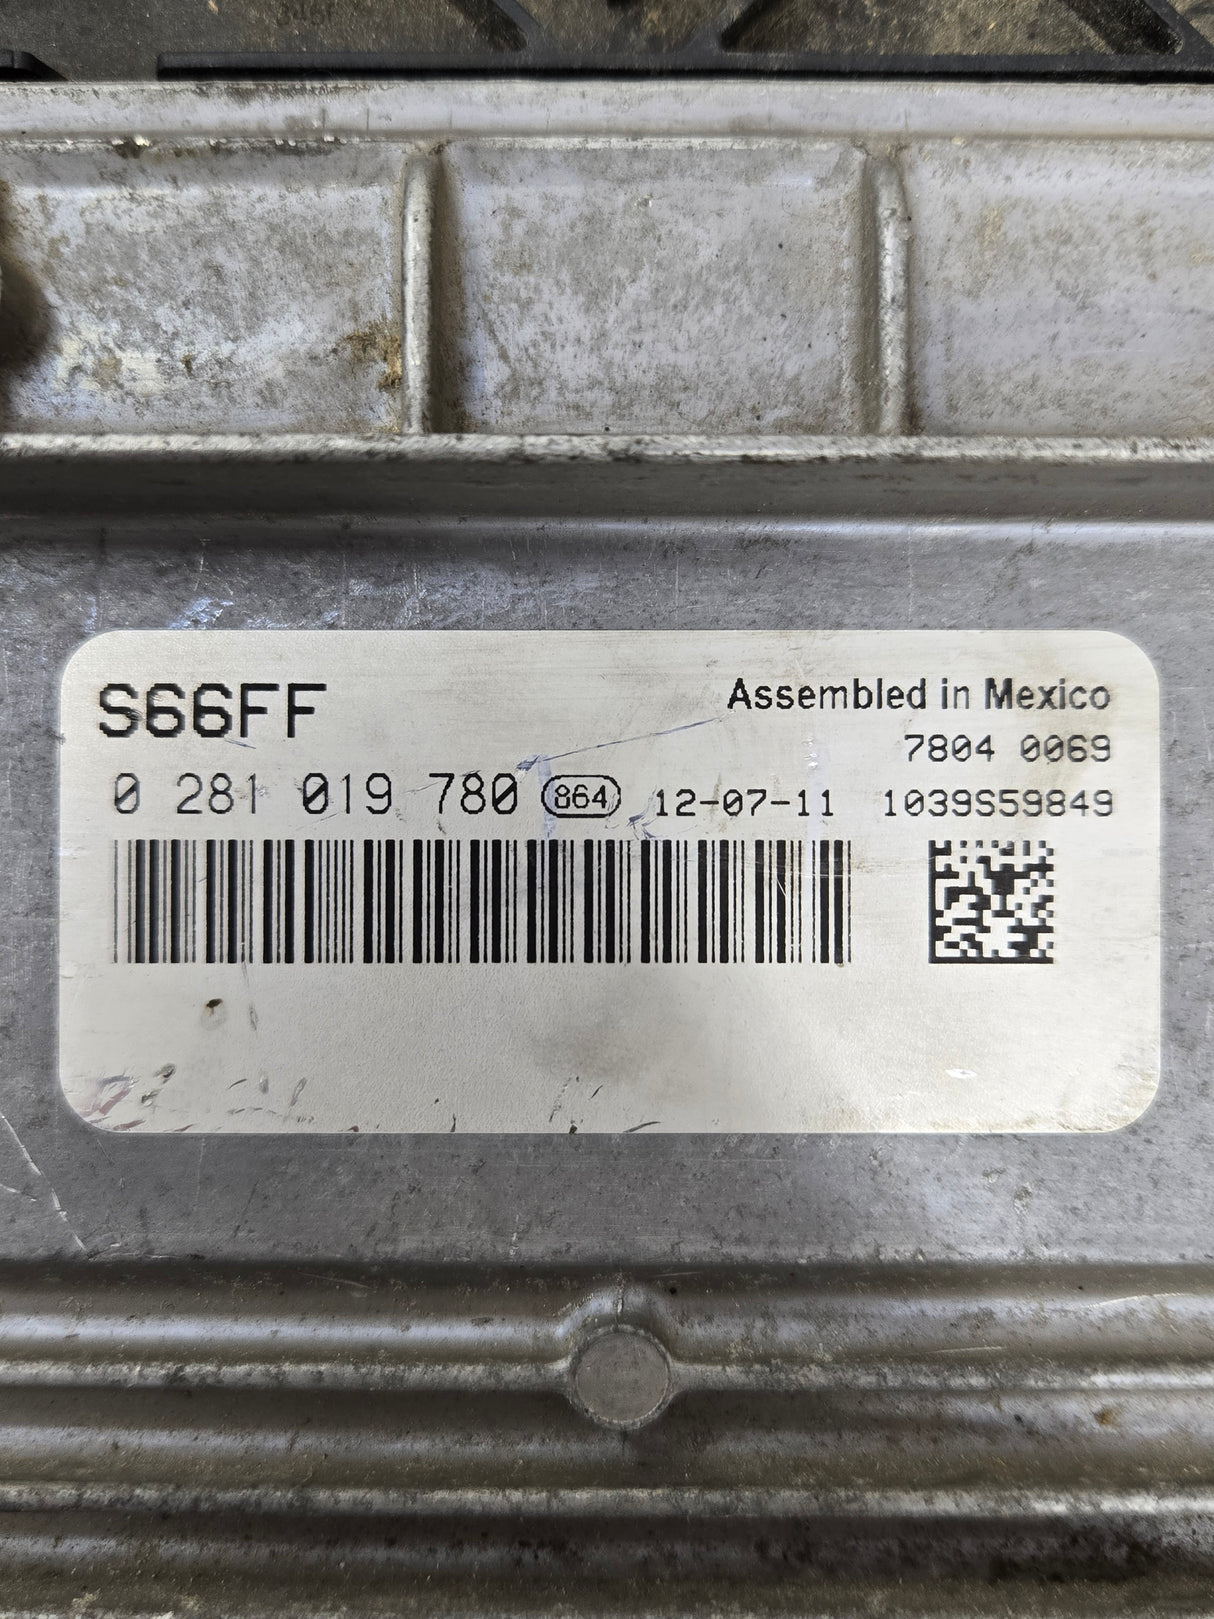 S66FF
Assembled in Mexico
7804 0069
0 281 019 780 864 12-07-11 1039S59849